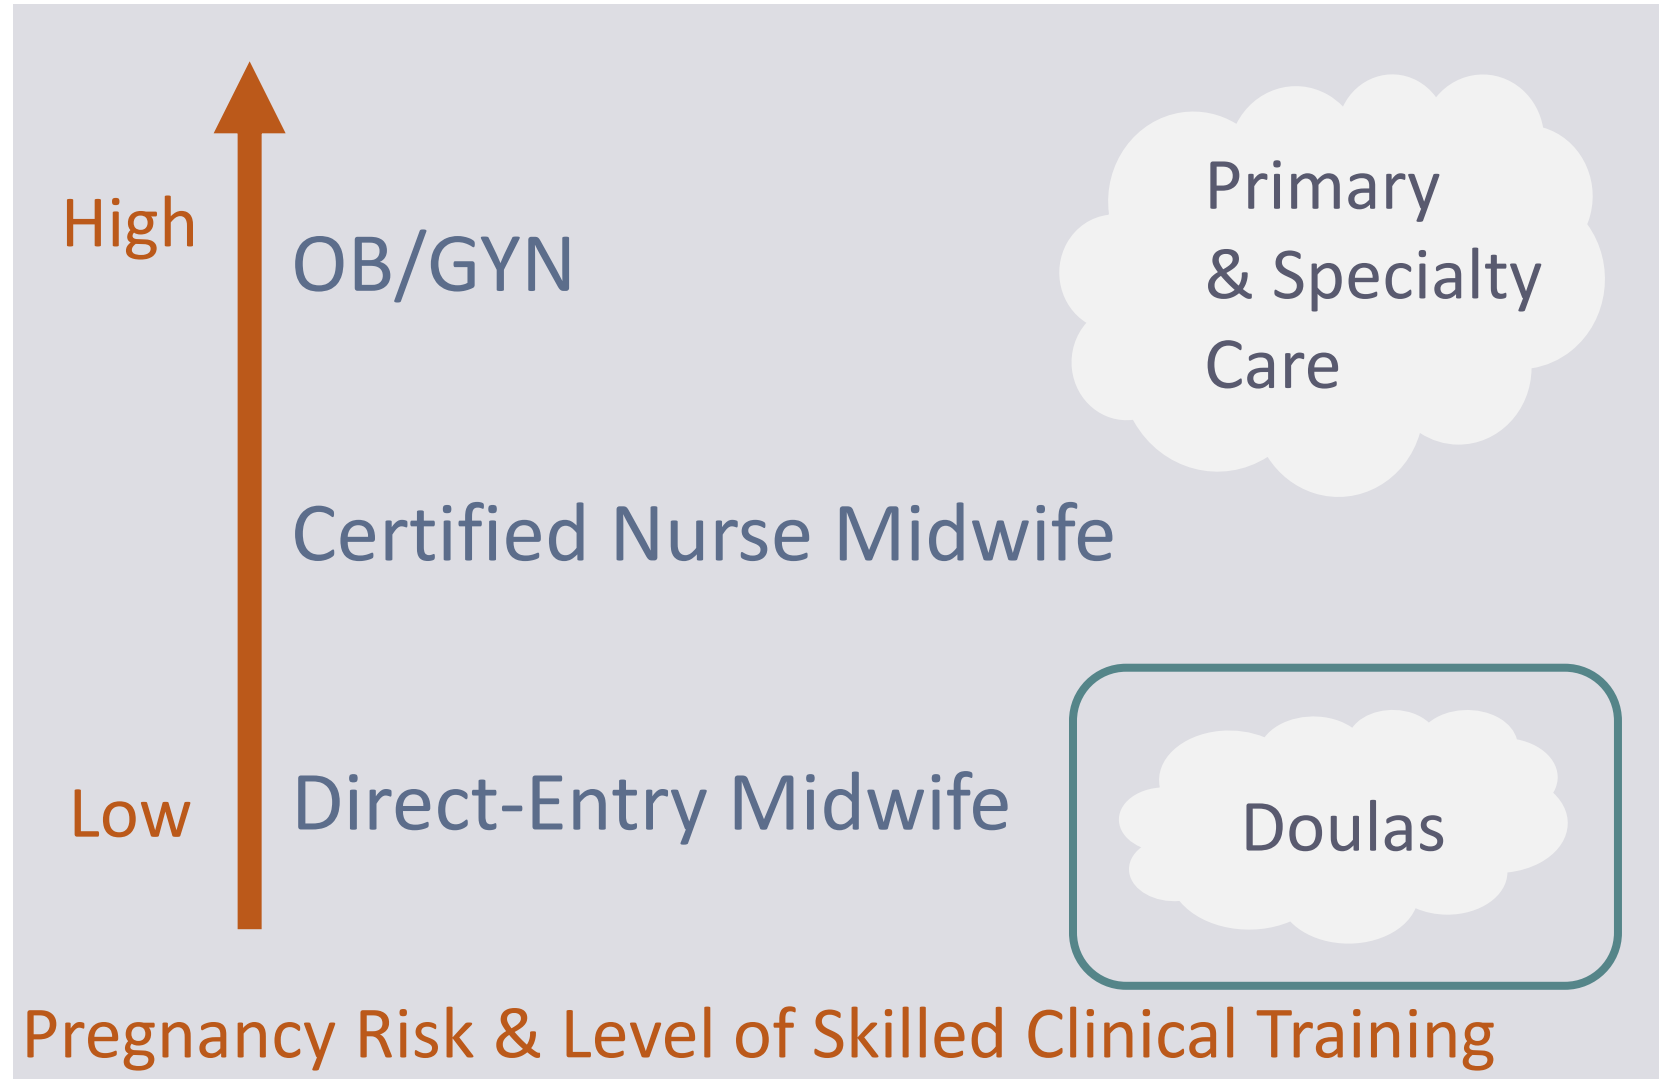 High
OB/GYN
Primary
& Specialty
Care
Certified Nurse Midwife
Low
Direct-Entry Midwife
Doulas
Pregnancy Risk & Level of Skilled Clinical Training